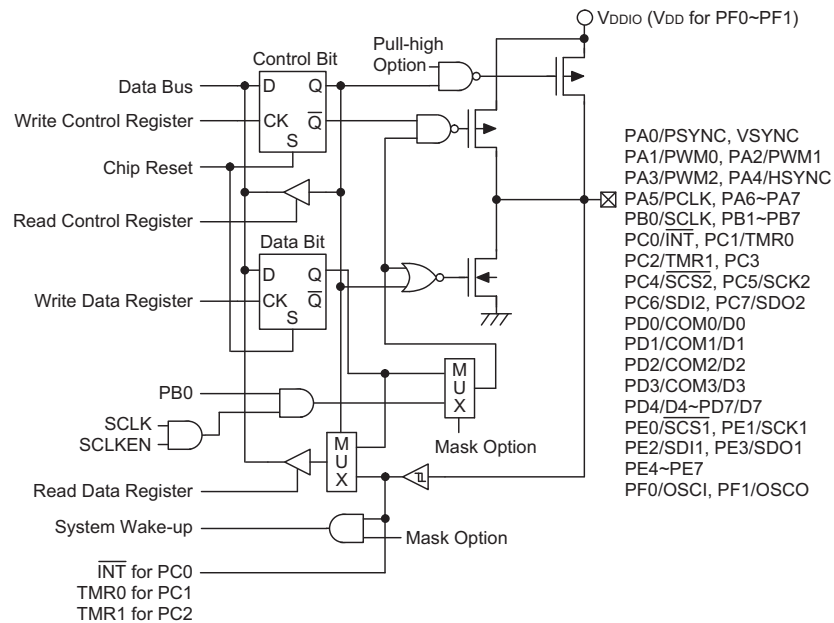 VDDIO (VDD for PF0~PF1)
Control Bit
Pull-high
Option
Data Bus
D Q
Write Control Register
CK Q̅
S
Chip Reset
Read Control Register
Data Bit
D Q
Write Data Register
CK Q̅
S
PB0
M
U
X
SCLK
SCLKEN
Mask Option
M
U
X
Read Data Register
System Wake-up
Mask Option
I̅N̅T̅ for PC0
TMR0 for PC1
TMR1 for PC2
PA0/PSYNC, VSYNC
PA1/PWM0, PA2/PWM1
PA3/PWM2, PA4/HSYNC
PA5/PCLK, PA6~PA7
PB0/SCLK, PB1~PB7
PC0/I̅N̅T̅, PC1/TMR0
PC2/TMR1, PC3
PC4/S̅C̅S̅2̅, PC5/SCK2
PC6/SDI2, PC7/SDO2
PD0/COM0/D0
PD1/COM1/D1
PD2/COM2/D2
PD3/COM3/D3
PD4/D4~PD7/D7
PE0/S̅C̅S̅1̅, PE1/SCK1
PE2/SDI1, PE3/SDO1
PE4~PE7
PF0/OSCI, PF1/OSCO